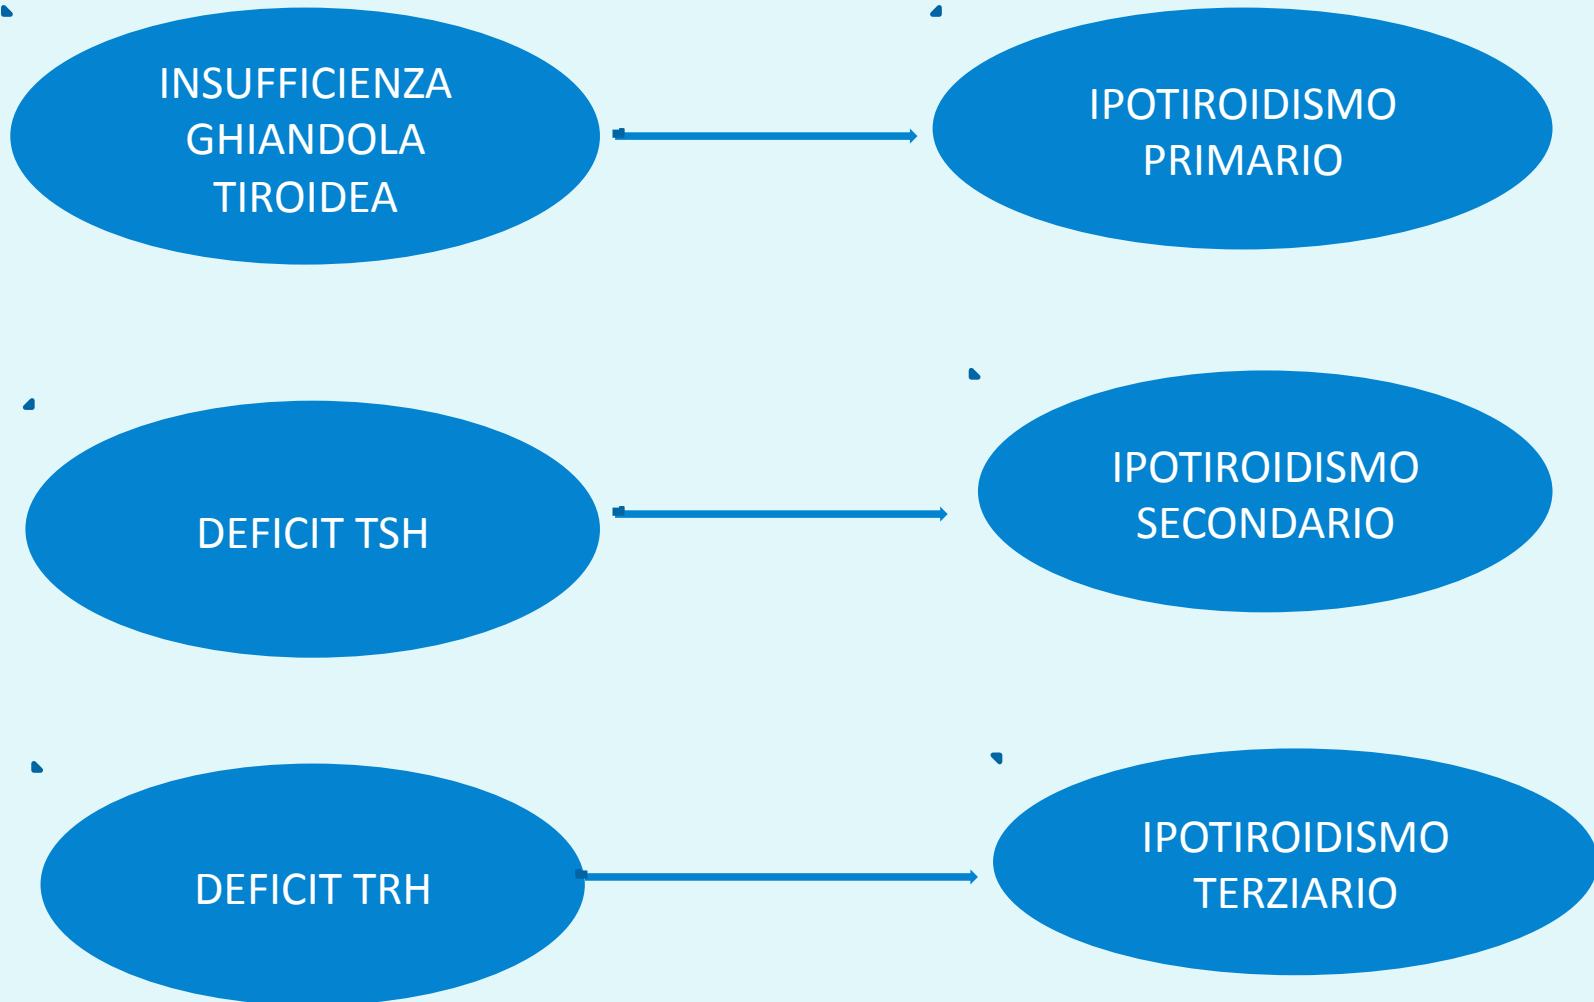 INSUFFICIENZA
GHIANDOLA
TIROIDEA
IPOTIROIDISMO
PRIMARIO
DEFICIT TSH
IPOTIROIDISMO
SECONDARIO
DEFICIT TRH
IPOTIROIDISMO
TERZIARIO